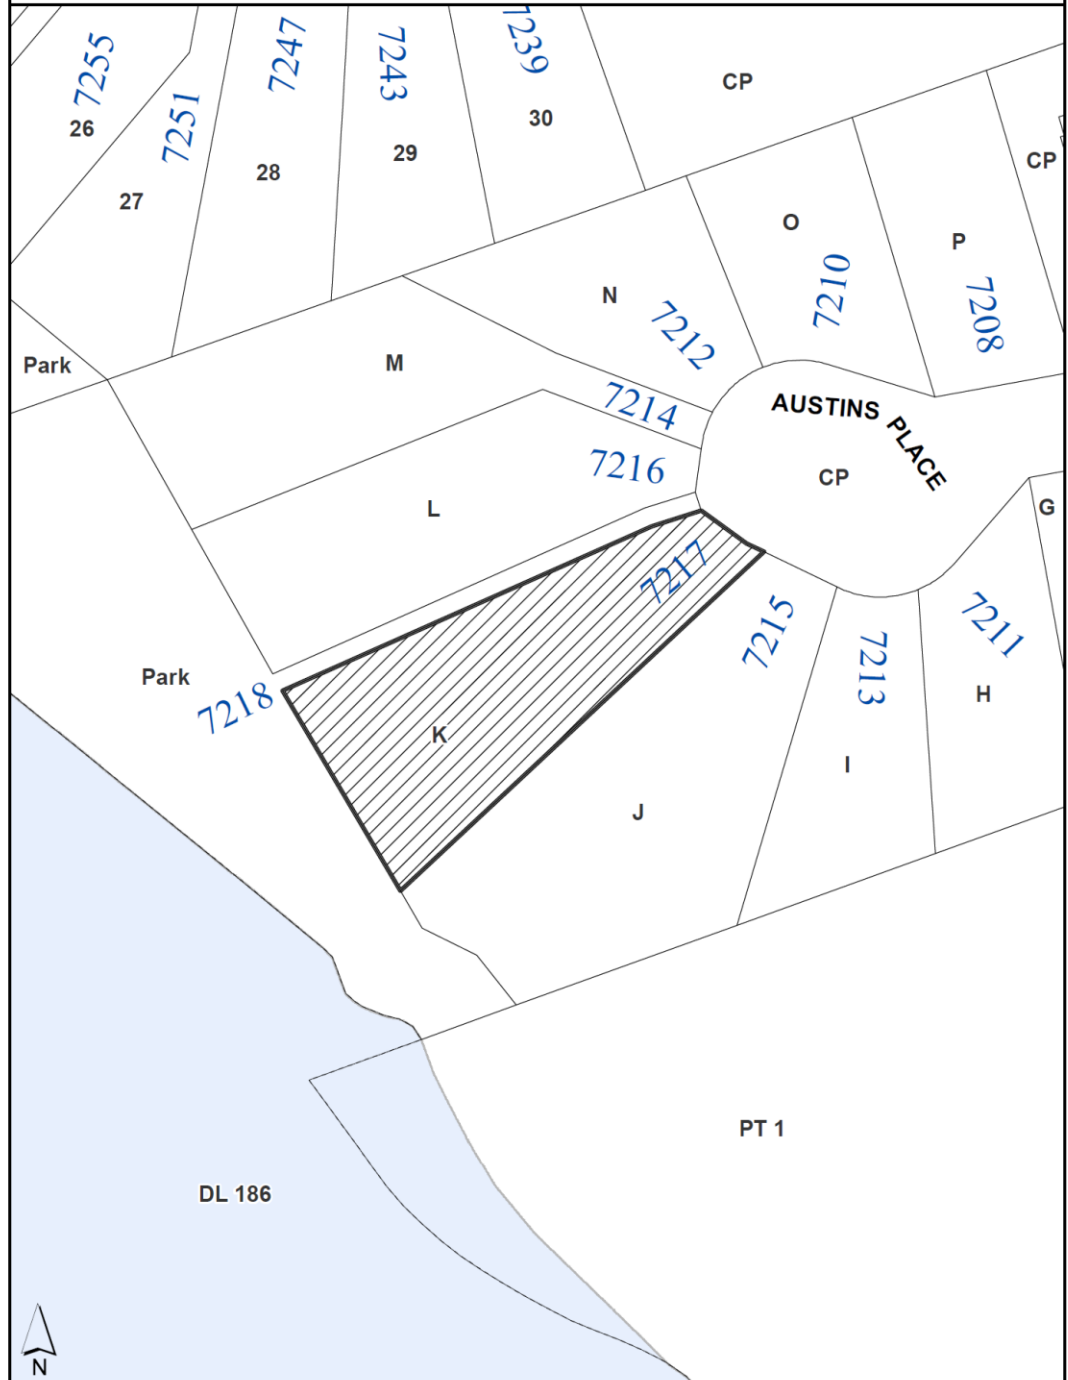 7255
7247
7243
7239
CP
26
7251
30
29
CP
28
27
O
P
7210
N
7208
7212
M
Park
7214
AUSTINS PLACE
7216
CP
L
G
7217
7215
7211
7213
Park
7218
H
K
I
J
PT 1
DL 186
N